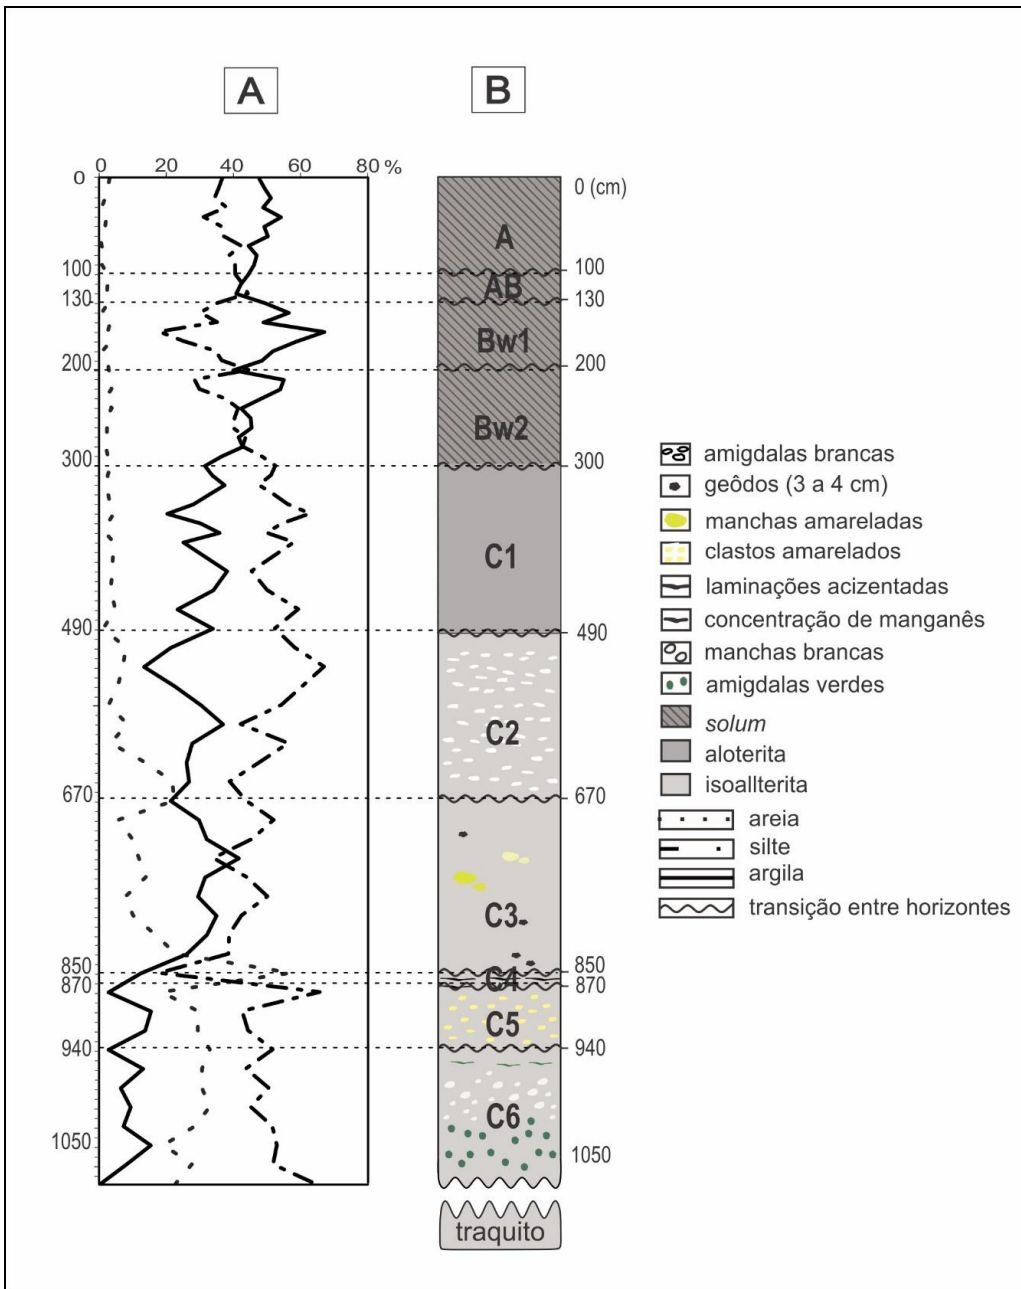 A
B
0 20 40 60 80 %
0
100
130
200
300
490
670
850
870
940
1050
0 (cm)
A
100
AB
130
Bw1
200
Bw2
300
C1
490
C2
670
C3
850
C4
870
C5
940
C6
1050
traquito
amigdalas brancas
geôdos (3 a 4 cm)
manchas amareladas
clastos amarelados
laminações acizentadas
concentração de manganês
manchas brancas
amigdalas verdes
solum
aloterita
isoallterita
areia
silte
argila
transição entre horizontes